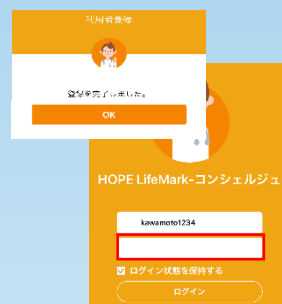 利用者登録
登録を完了しました。
OK
HOPE LifeMark-コンシェルジュ
kawamoto1234
ログイン状態を保持する
ログイン